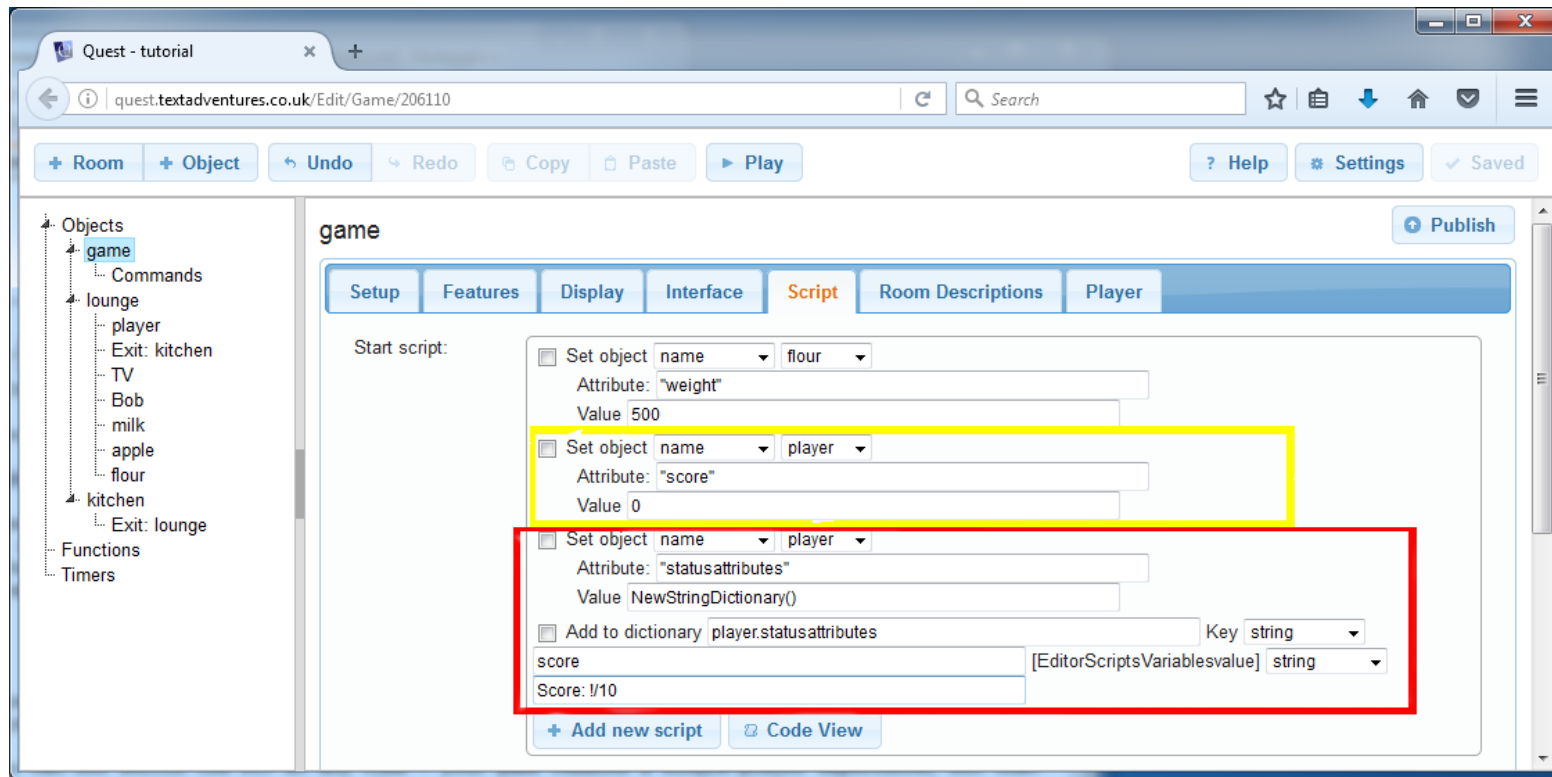 Quest - tutorial
quest.textadventures.co.uk/Edit/Game/206110
Search
Room
Object
Undo
Redo
Copy
Paste
Play
Help
Settings
Saved
Objects
game
Commands
lounge
player
Exit: kitchen
TV
Bob
milk
apple
flour
kitchen
Exit: lounge
Functions
Timers
game
Publish
Setup Features Display Interface Script Room Descriptions Player
Start script:
Set object name flour
Attribute: "weight"
Value 500
Set object name player
Attribute: "score"
Value 0
Set object name player
Attribute: "statusattributes"
Value NewStringDictionary()
Add to dictionary player.statusattributes Key string
score [EditorScriptsVariablesvalue] string
Score: !/10
Add new script Code View